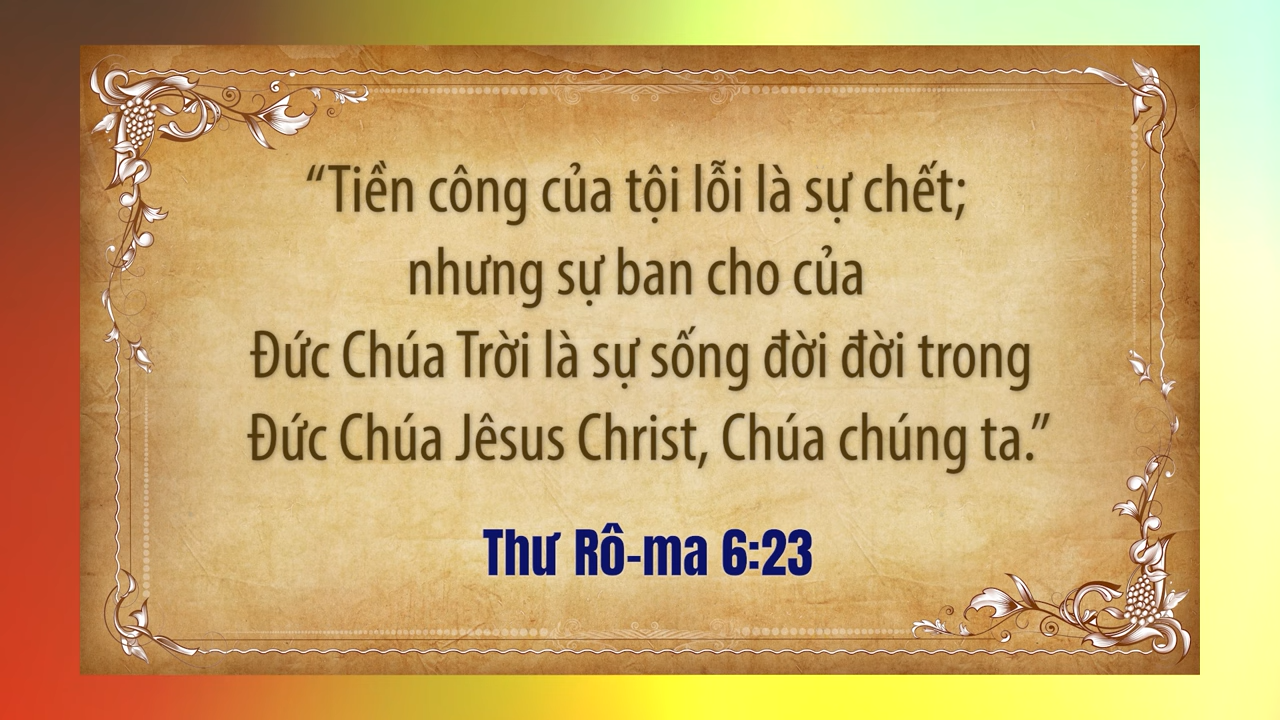 “Tiền công của tội lỗi là sự chết;
nhưng sự ban cho của
Đức Chúa Trời là sự sống đời đời trong
Đức Chúa Jêsus Christ, Chúa chúng ta.”
Thư Rô-ma 6:23